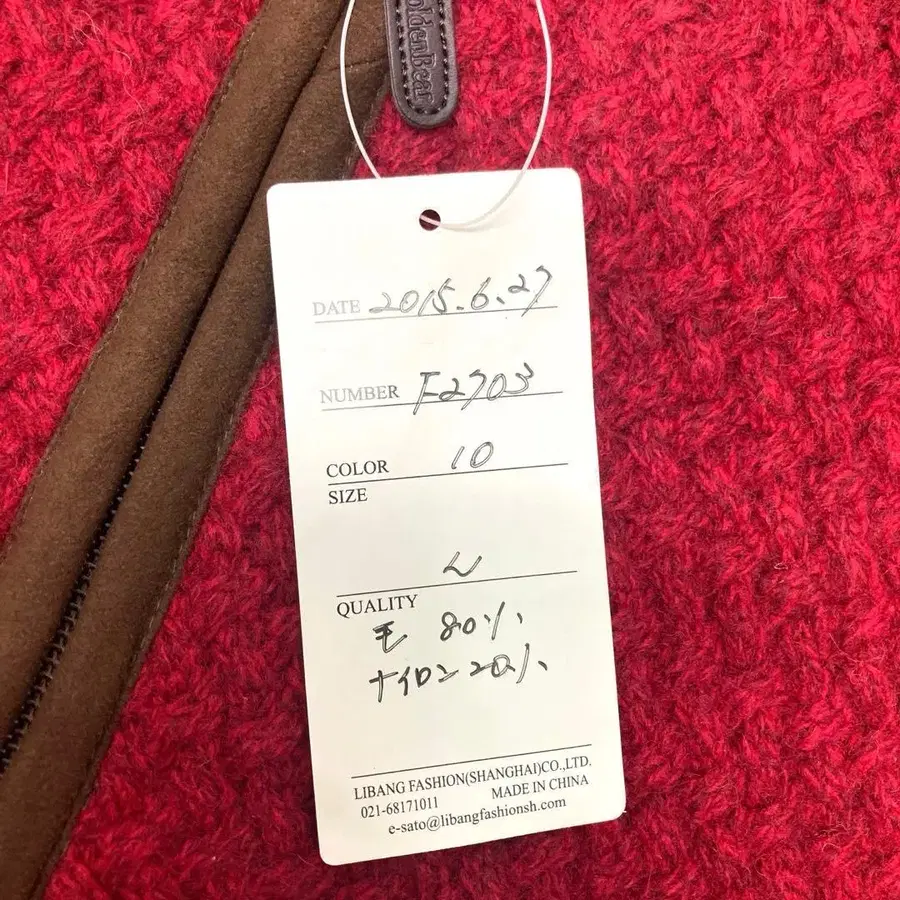 oldenBear
DATE 2015.6.27
NUMBER F2703
COLOR 10
SIZE
L
QUALITY
毛 80%
ナイロン 20%
LIBANG FASHION(SHANGHAI)CO.,LTD.
021-68171011 MADE IN CHINA
e-sato@libangfashionsh.com